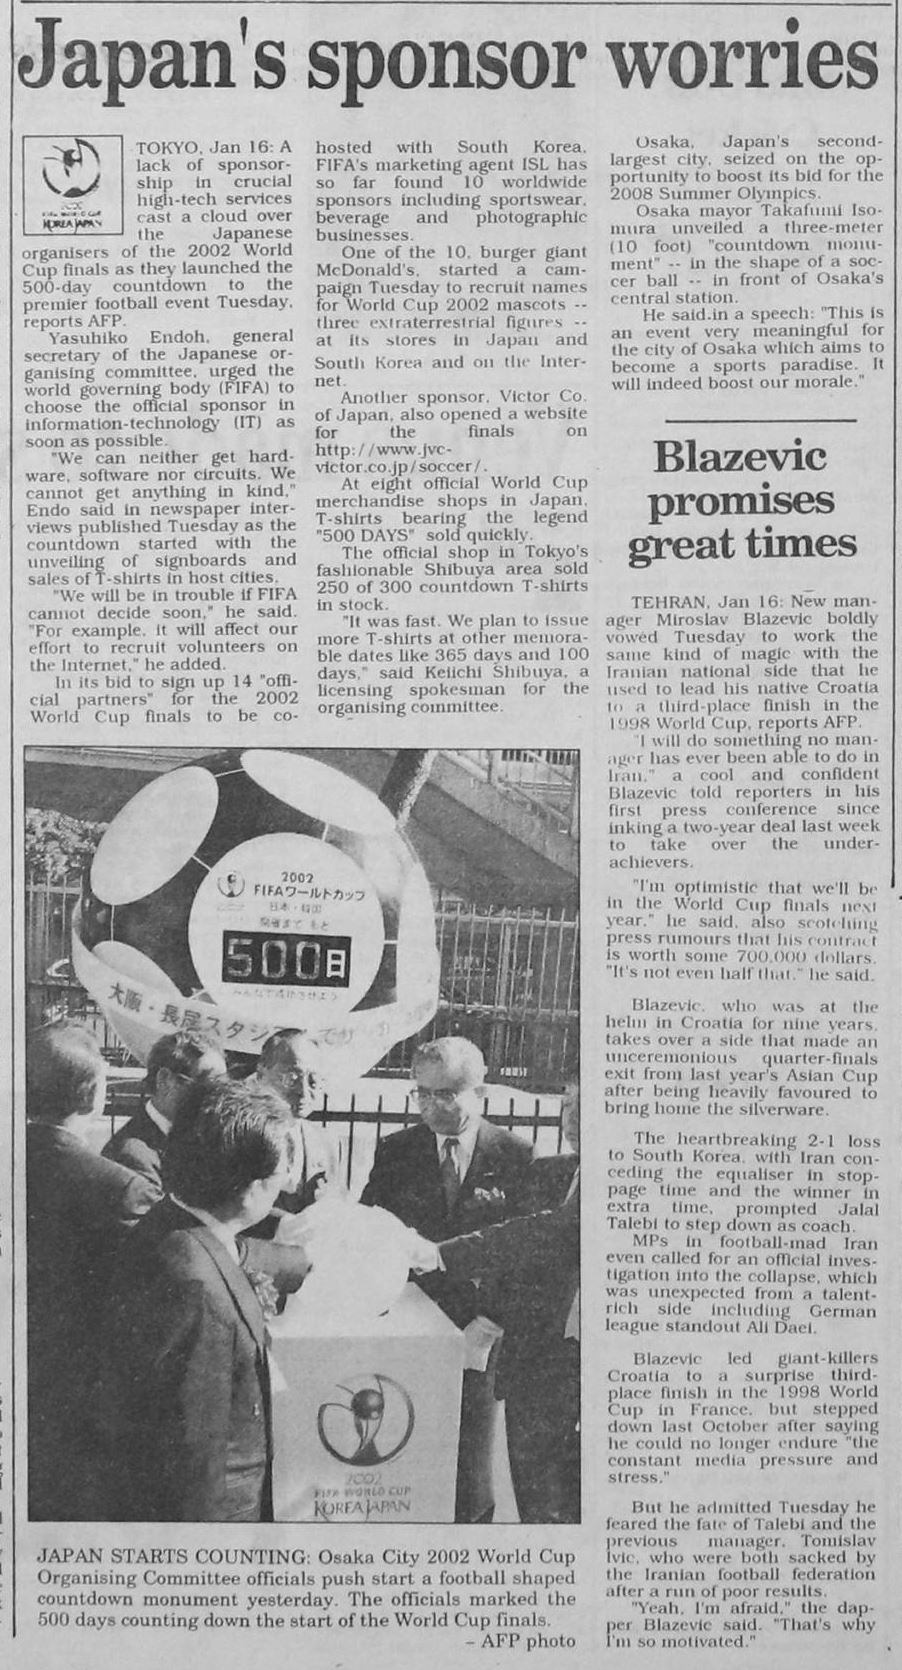 Japan's sponsor worries
2002
FIFA WORLD CUP
KOREA JAPAN
TOKYO, Jan 16: A
lack of sponsor-
ship in crucial
high-tech services
cast a cloud over
the Japanese
organisers of the 2002 World
Cup finals as they launched the
500-day countdown to the
premier football event Tuesday,
reports AFP.
Yasuhiko Endoh, general
secretary of the Japanese or-
ganising committee, urged the
world governing body (FIFA) to
choose the official sponsor in
information-technology (IT) as
soon as possible.
"We can neither get hard-
ware, software nor circuits. We
cannot get anything in kind,"
Endo said in newspaper inter-
views published Tuesday as the
countdown started with the
unveiling of signboards and
sales of T-shirts in host cities.
"We will be in trouble if FIFA
cannot decide soon," he said.
"For example, it will affect our
effort to recruit volunteers on
the Internet," he added.
In its bid to sign up 14 "offi-
cial partners" for the 2002
World Cup finals to be co-
hosted with South Korea,
FIFA's marketing agent ISL has
so far found 10 worldwide
sponsors including sportswear,
beverage and photographic
businesses.
One of the 10, burger giant
McDonald's, started a cam-
paign Tuesday to recruit names
for World Cup 2002 mascots --
three extraterrestrial figures --
at its stores in Japan and
South Korea and on the Inter-
net.
Another sponsor, Victor Co.
of Japan, also opened a website
for the finals on
http://www.jvc-
victor.co.jp/soccer/.
At eight official World Cup
merchandise shops in Japan,
T-shirts bearing the legend
"500 DAYS" sold quickly.
The official shop in Tokyo's
fashionable Shibuya area sold
250 of 300 countdown T-shirts
in stock.
"It was fast. We plan to issue
more T-shirts at other memora-
ble dates like 365 days and 100
days," said Keiichi Shibuya, a
licensing spokesman for the
organising committee.
Osaka, Japan's second-
largest city, seized on the op-
portunity to boost its bid for the
2008 Summer Olympics.
Osaka mayor Takafumi Iso-
mura unveiled a three-meter
(10 foot) "countdown monu-
ment" -- in the shape of a soc-
cer ball -- in front of Osaka's
central station.
He said.in a speech: "This is
an event very meaningful for
the city of Osaka which aims to
become a sports paradise. It
will indeed boost our morale."
2002
FIFAワールドカップ
日本・韓国
開催まで あと
500日
大阪・長居スタジアム
2002
FIFA WORLD CUP
KOREA JAPAN
JAPAN STARTS COUNTING: Osaka City 2002 World Cup
Organising Committee officials push start a football shaped
countdown monument yesterday. The officials marked the
500 days counting down the start of the World Cup finals.
– AFP photo
Blazevic
promises
great times
TEHRAN, Jan 16: New man-
ager Miroslav Blazevic boldly
vowed Tuesday to work the
same kind of magic with the
Iranian national side that he
used to lead his native Croatia
to a third-place finish in the
1998 World Cup, reports AFP.
"I will do something no man-
ager has ever been able to do in
Iran," a cool and confident
Blazevic told reporters in his
first press conference since
inking a two-year deal last week
to take over the under-
achievers.
"I'm optimistic that we'll be
in the World Cup finals next
year," he said, also scotching
press rumours that his contract
is worth some 700,000 dollars.
"It's not even half that," he said.
Blazevic, who was at the
helm in Croatia for nine years,
takes over a side that made an
unceremonious quarter-finals
exit from last year's Asian Cup
after being heavily favoured to
bring home the silverware.
The heartbreaking 2-1 loss
to South Korea, with Iran con-
ceding the equaliser in stop-
page time and the winner in
extra time, prompted Jalal
Talebi to step down as coach.
MPs in football-mad Iran
even called for an official inves-
tigation into the collapse, which
was unexpected from a talent-
rich side including German
league standout Ali Daei.
Blazevic led giant-killers
Croatia to a surprise third-
place finish in the 1998 World
Cup in France, but stepped
down last October after saying
he could no longer endure "the
constant media pressure and
stress."
But he admitted Tuesday he
feared the fate of Talebi and the
previous manager, Tomislav
Ivic, who were both sacked by
the Iranian football federation
after a run of poor results.
"Yeah, I'm afraid," the dap-
per Blazevic said. "That's why
I'm so motivated."